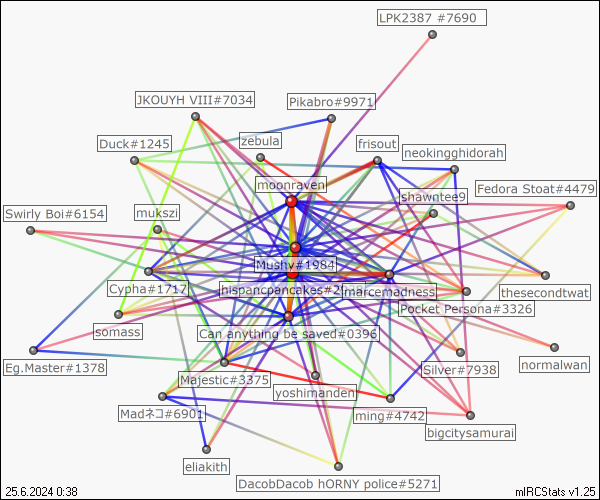 LPK2387 #7690
JKOUYH VIII#7034
Pikabro#9971
Duck#1245
zebula
frisout
neokingghidorah
moonraven
shawntee9
Fedora Stoat#4479
Swirly Boi#6154
mukszi
Mushy#1984
Cypha#1717
hispancpancakes#2
marcemadness
thesecondtwat
Pocket Persona#3326
somass
Can anything be saved#0396
Eg.Master#1378
Majestic#3375
yoshimanden
Silver#7938
normalwan
Madネコ#6901
ming#4742
bigcitysamurai
eliakith
DacobDacob hORNY police#5271
25.6.2024 0:38
mIRCStats v1.25